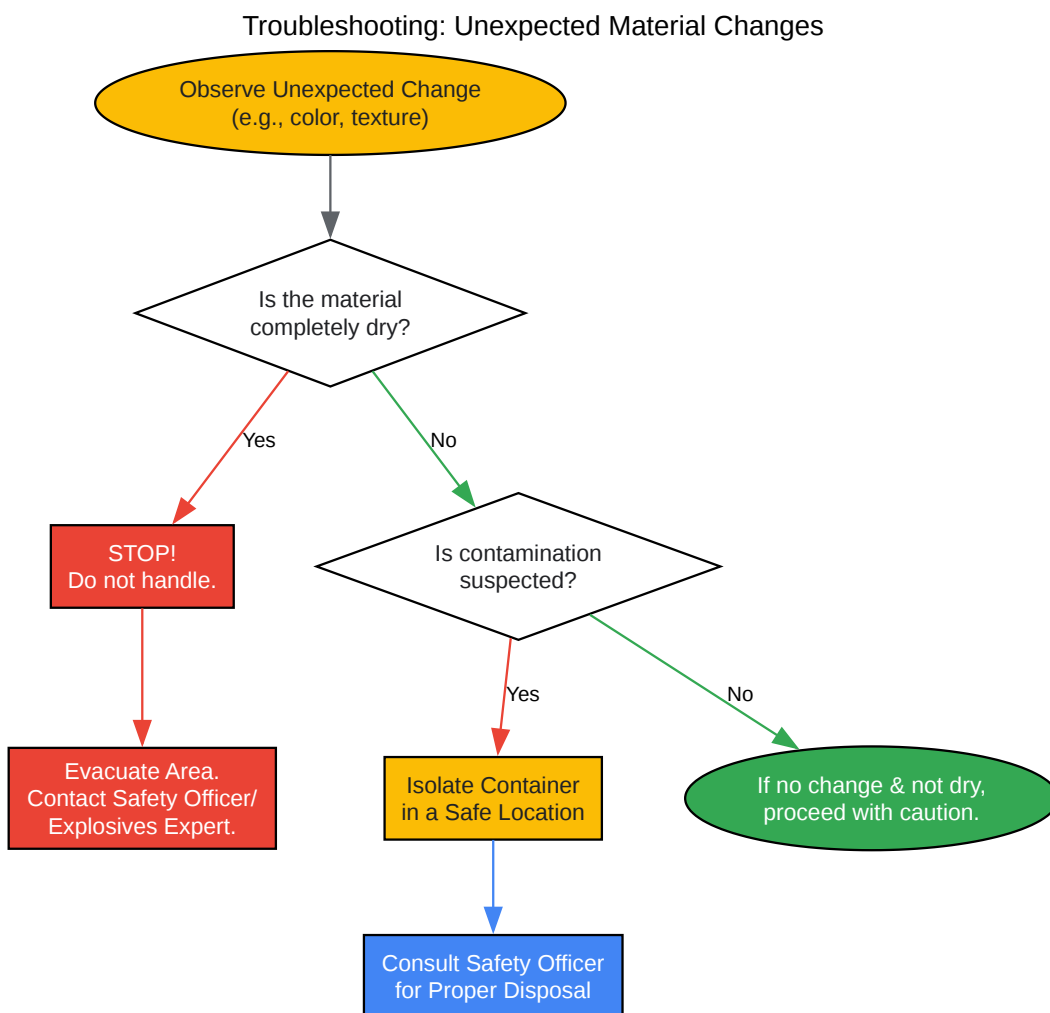 Troubleshooting: Unexpected Material Changes
Observe Unexpected Change
(e.g., color, texture)
Is the material
completely dry?
Yes
No
STOP!
Do not handle.
Is contamination
suspected?
Yes
No
Evacuate Area.
Contact Safety Officer/
Explosives Expert.
Isolate Container
in a Safe Location
If no change & not dry,
proceed with caution.
Consult Safety Officer
for Proper Disposal